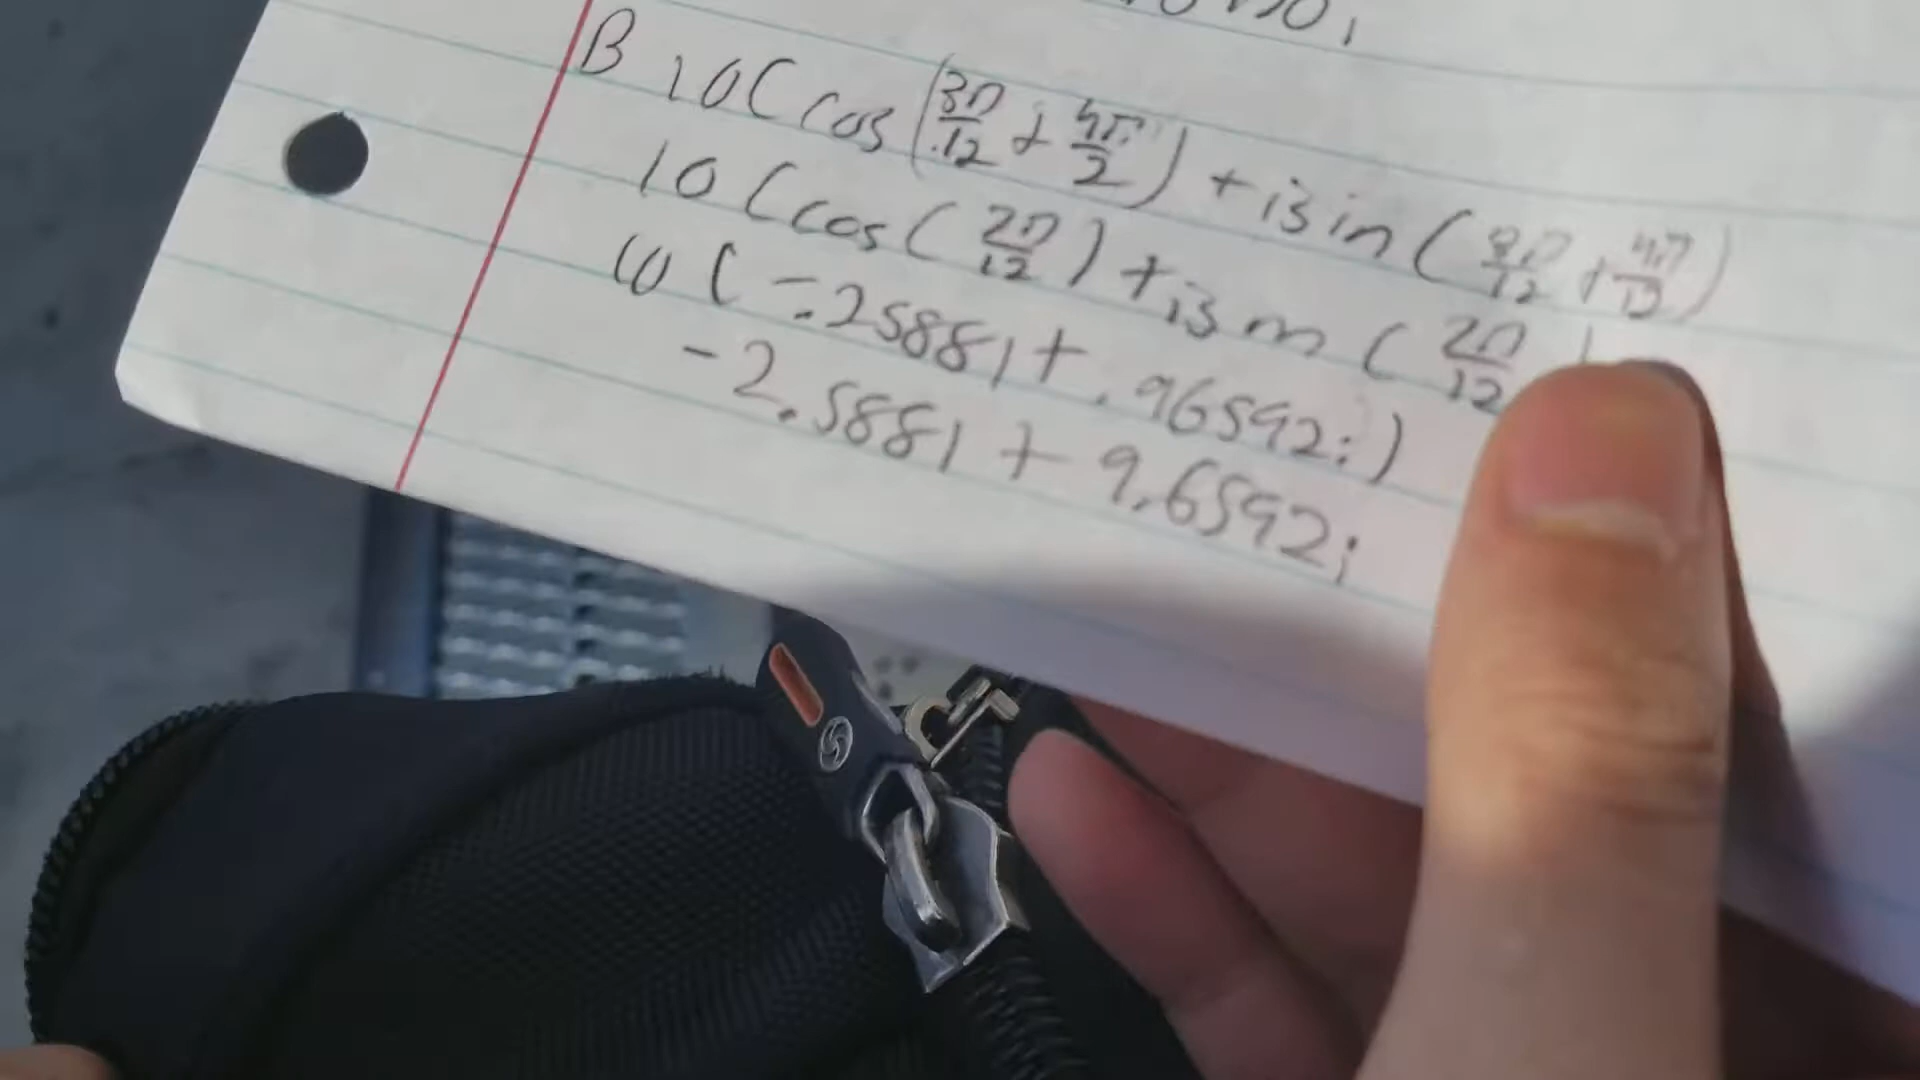 B 10(cos(3π/12 + 4π/2) + isin(3π/12 + 4π/12)
10(cos(2π/12) + isin(2π/12
10(-.25881 + .96592i)
-2.5881 + 9.6592i